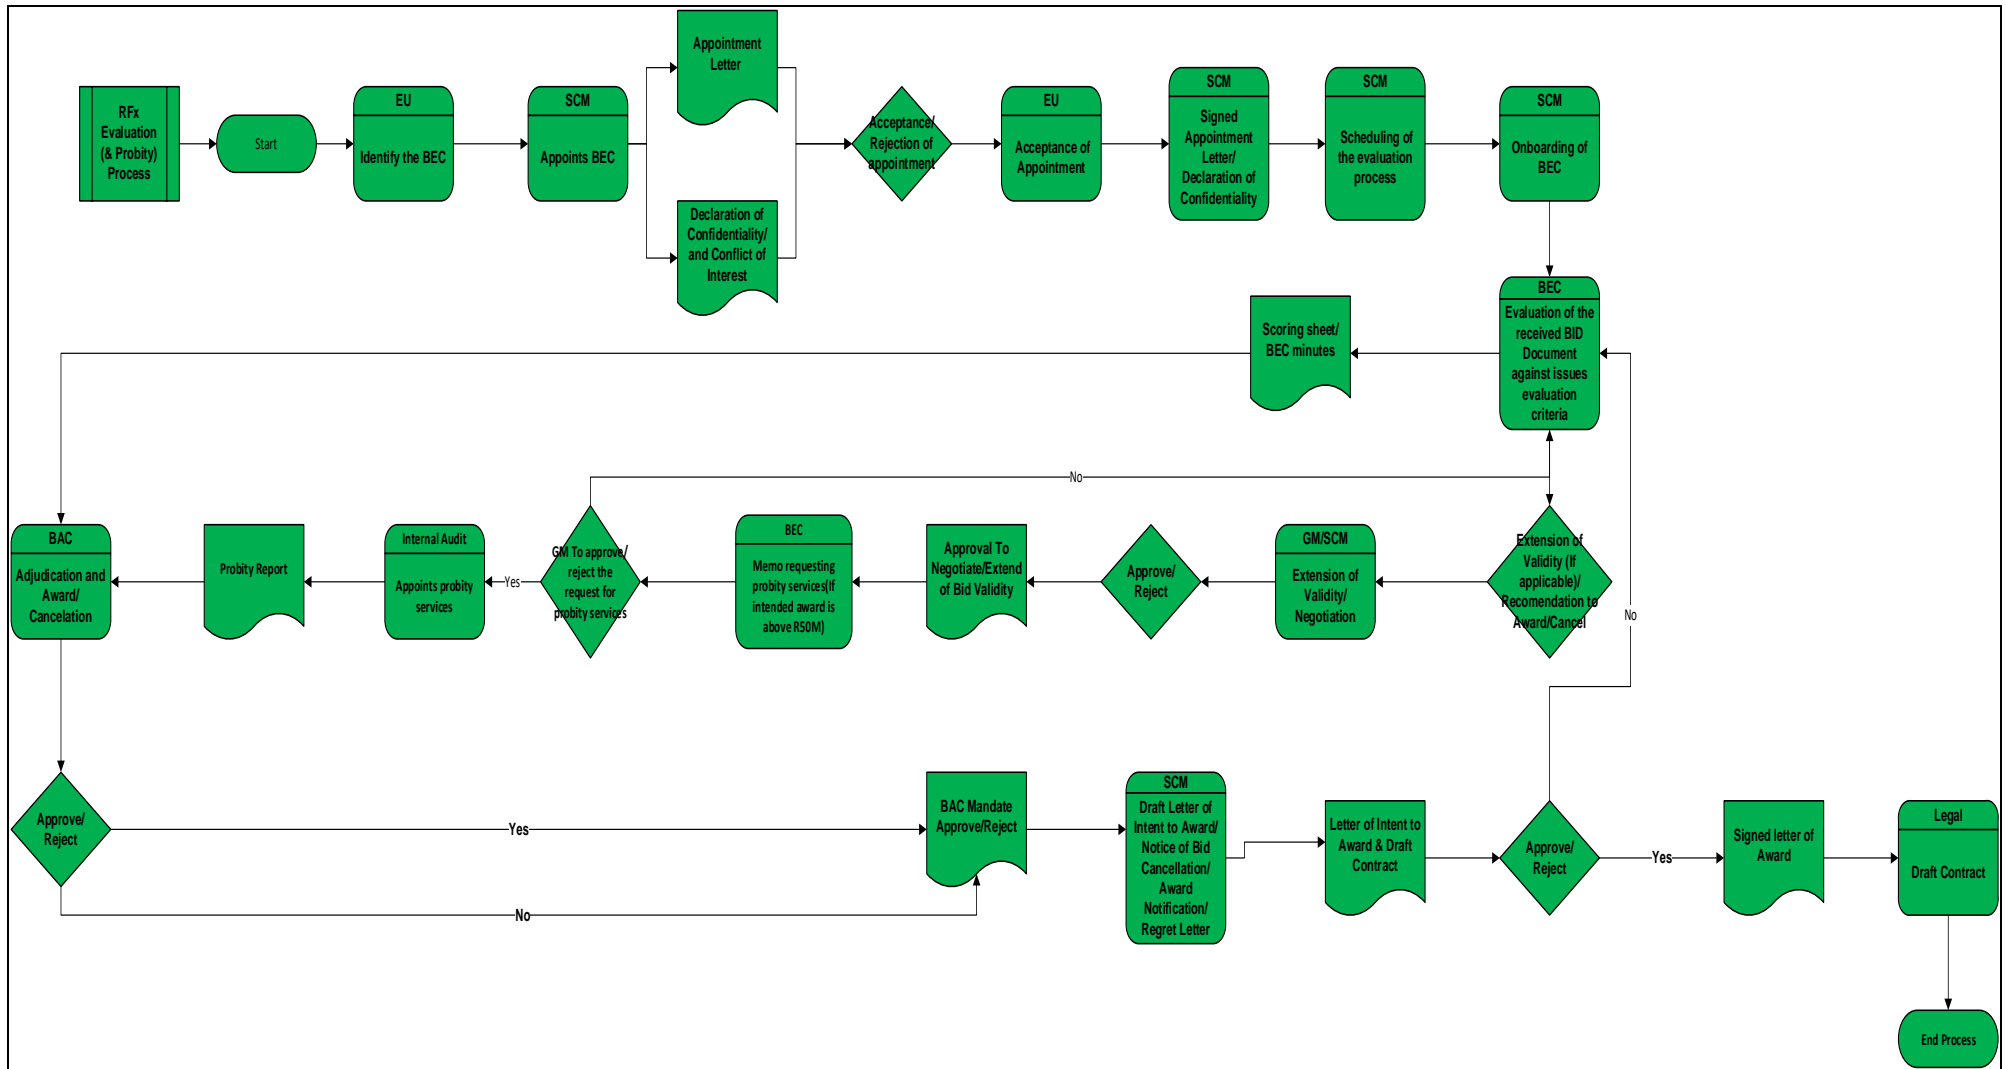 RFx
Evaluation
(& Probity)
Process
Start
EU
Identify the BEC
SCM
Appoints BEC
Appointment
Letter
Declaration of
Confidentiality/
and Conflict of
Interest
Acceptance/
Rejection of
appointment
EU
Acceptance of
Appointment
SCM
Signed
Appointment
Letter/
Declaration of
Confidentiality
SCM
Scheduling of
the evaluation
process
SCM
Onboarding of
BEC
BEC
Evaluation of the
received BID
Document
against issues
evaluation
criteria
Scoring sheet/
BEC minutes
No
Extension of
Validity (If
applicable)/
Recomendation to
Award/Cancel
No
GM/SCM
Extension of
Validity/
Negotiation
Approve/
Reject
Approval To
Negotiate/Extend
of Bid Validity
BEC
Memo requesting
probity services(If
intended award is
above R50M)
GM To approve/
reject the
request for
probity services
Yes
Internal Audit
Appoints probity
services
Probity Report
BAC
Adjudication and
Award/
Cancelation
Approve/
Reject
Yes
No
BAC Mandate
Approve/Reject
SCM
Draft Letter of
Intent to Award/
Notice of Bid
Cancellation/
Award
Notification/
Regret Letter
Letter of Intent to
Award & Draft
Contract
Approve/
Reject
Yes
Signed letter of
Award
Legal
Draft Contract
End Process